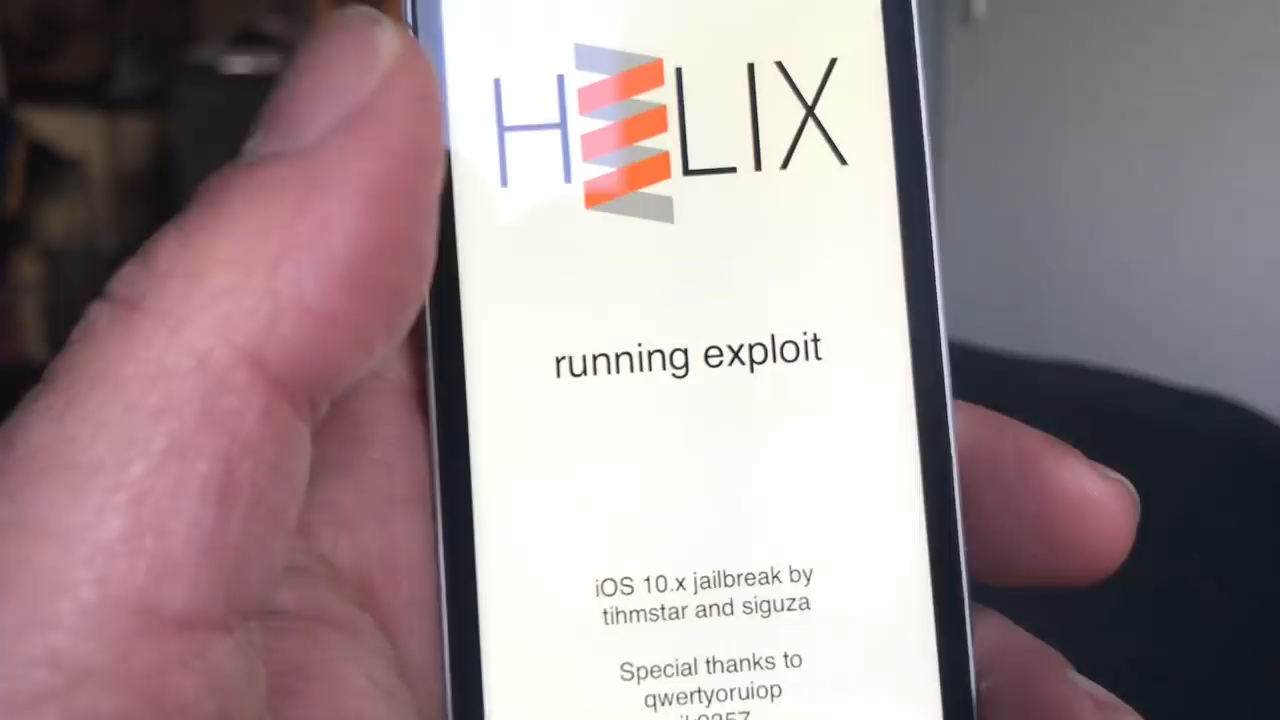 HELIX
running exploit
iOS 10.x jailbreak by
tihmstar and siguza
Special thanks to
qwertyoruiop